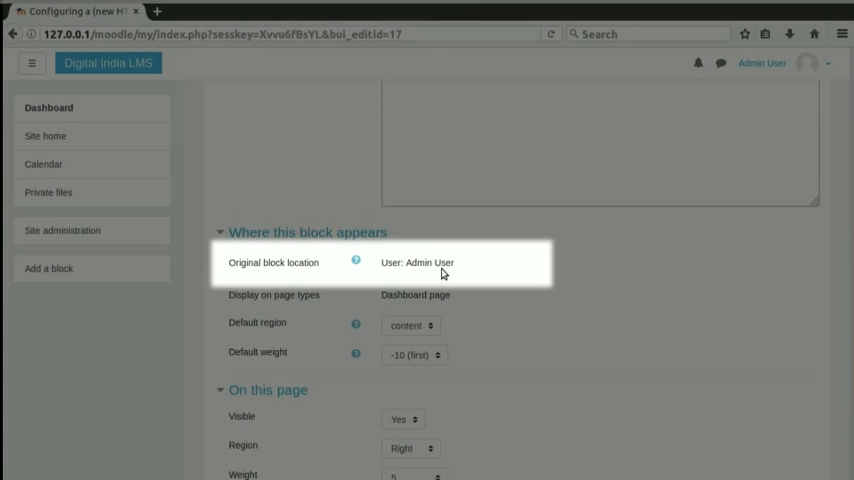 Configuring a (new HT
127.0.0.1/moodle/my/index.php?sesskey=Xvvu6fBsYL&bui_editid=17
Search
Digital India LMS
Admin User
Dashboard
Site home
Calendar
Private files
Site administration
Add a block
Where this block appears
Original block location User: Admin User
Display on page types Dashboard page
Default region content
Default weight -10 (first)
On this page
Visible Yes
Region Right
Weight 5